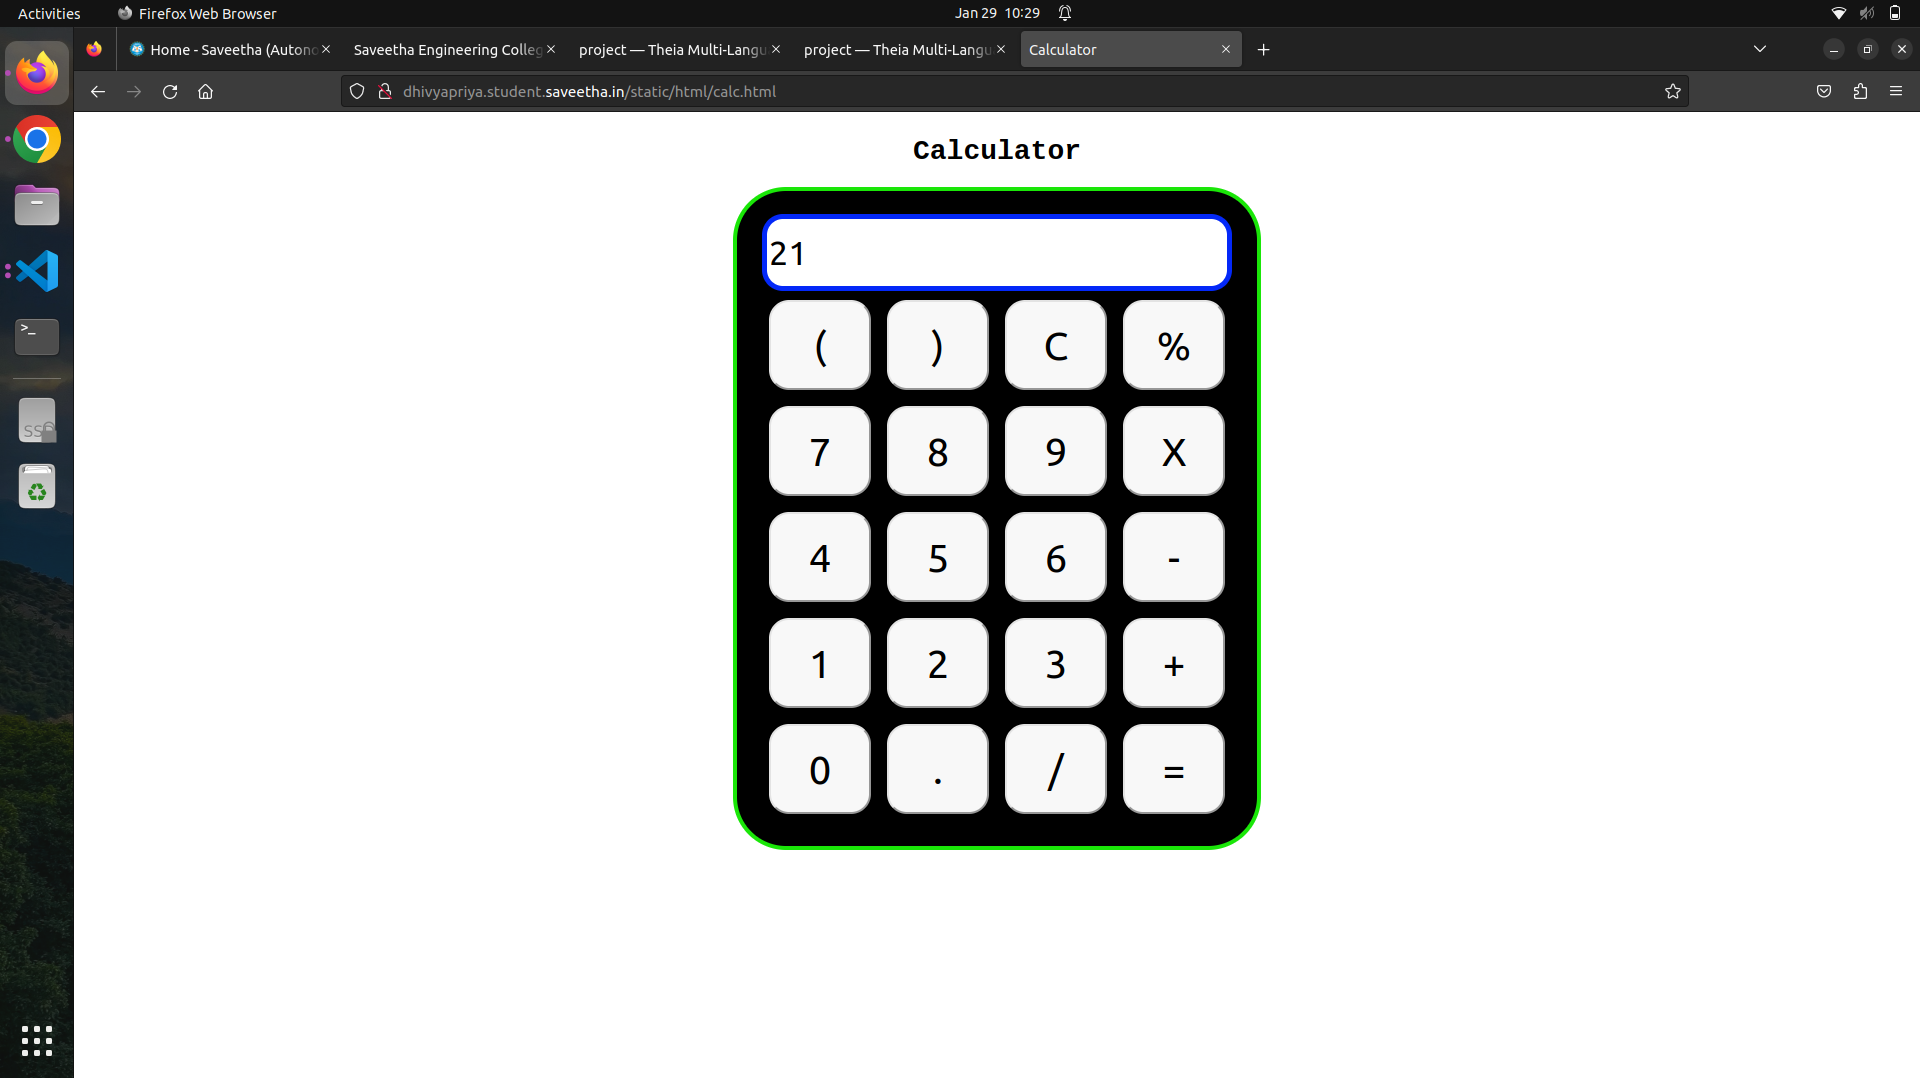 Activities
Firefox Web Browser
Jan 29 10:29
Home - Saveetha (Autono
Saveetha Engineering Colleg
project — Theia Multi-Langu
project — Theia Multi-Langu
Calculator
dhivyapriya.student.saveetha.in/static/html/calc.html
Calculator
21
( ) C %
7 8 9 X
4 5 6 -
1 2 3 +
0 . / =
>_